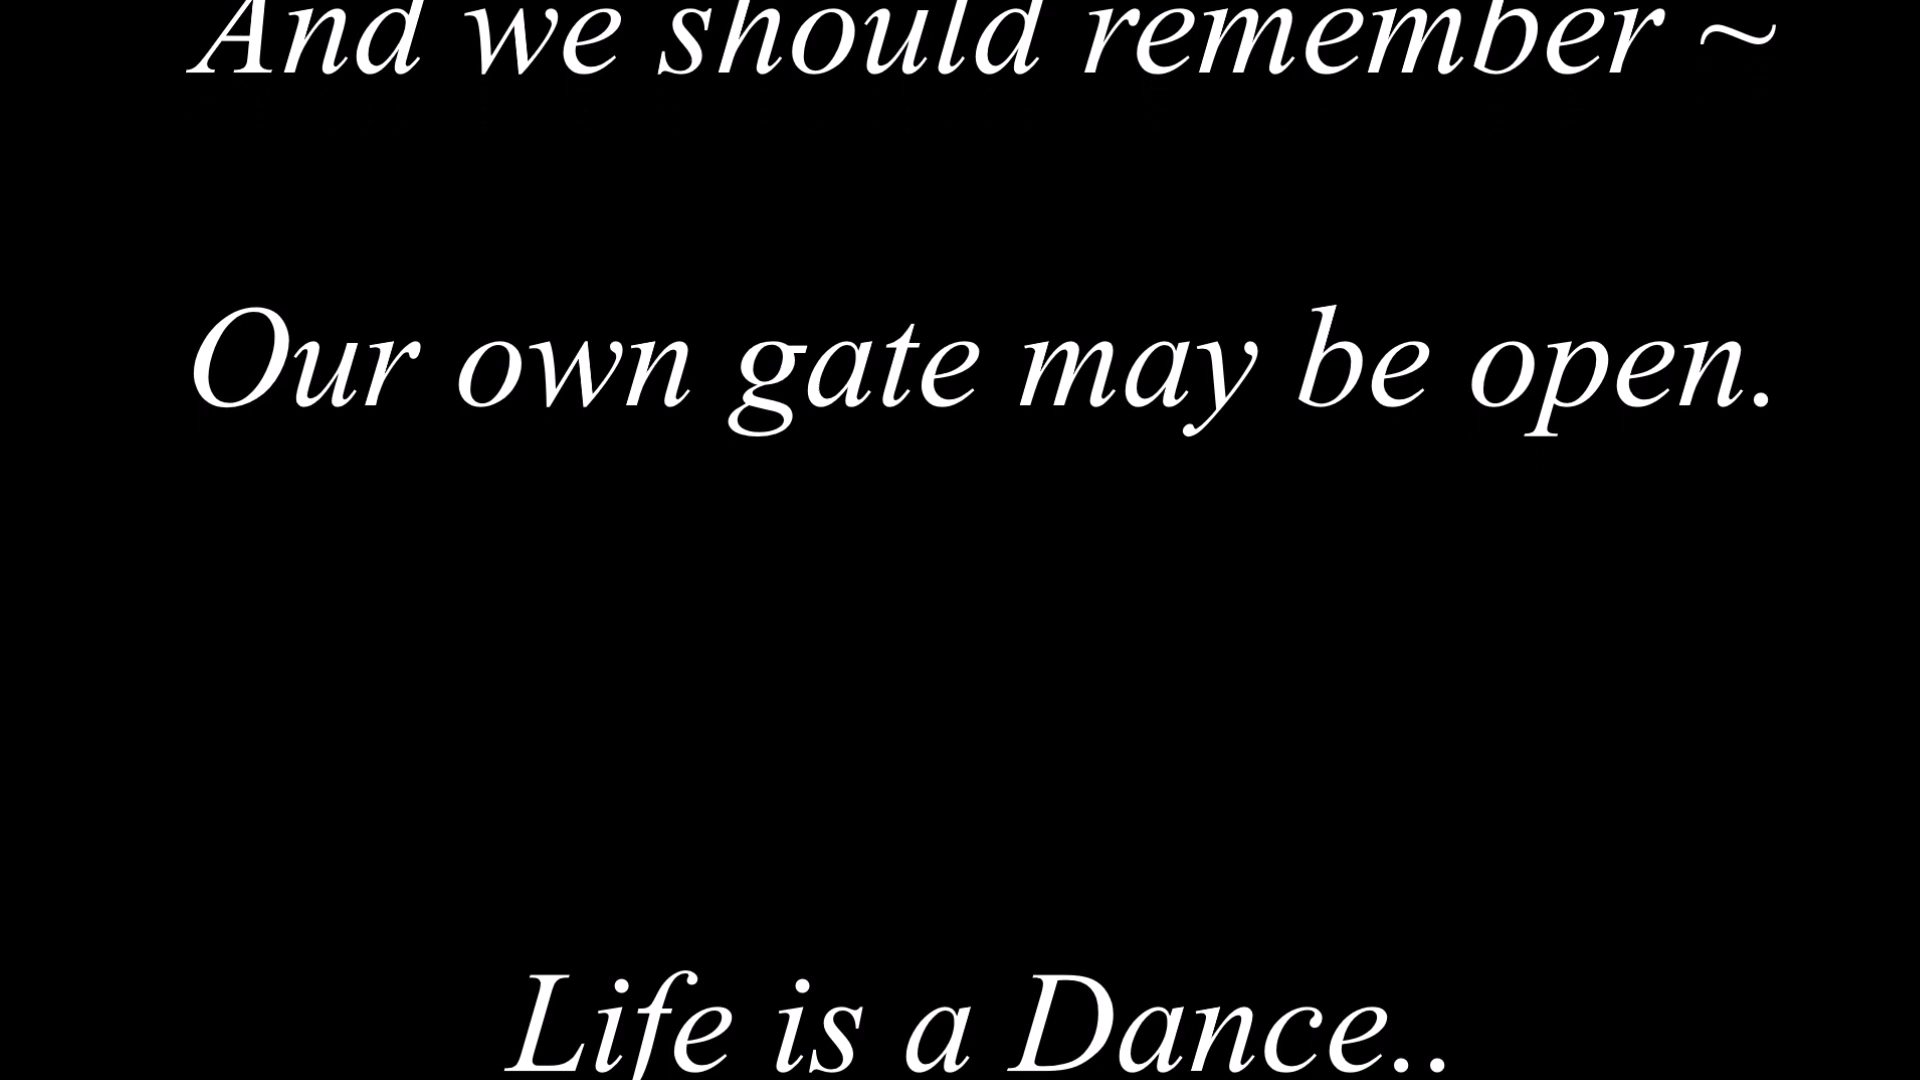 And we should remember ~
Our own gate may be open.
Life is a Dance..